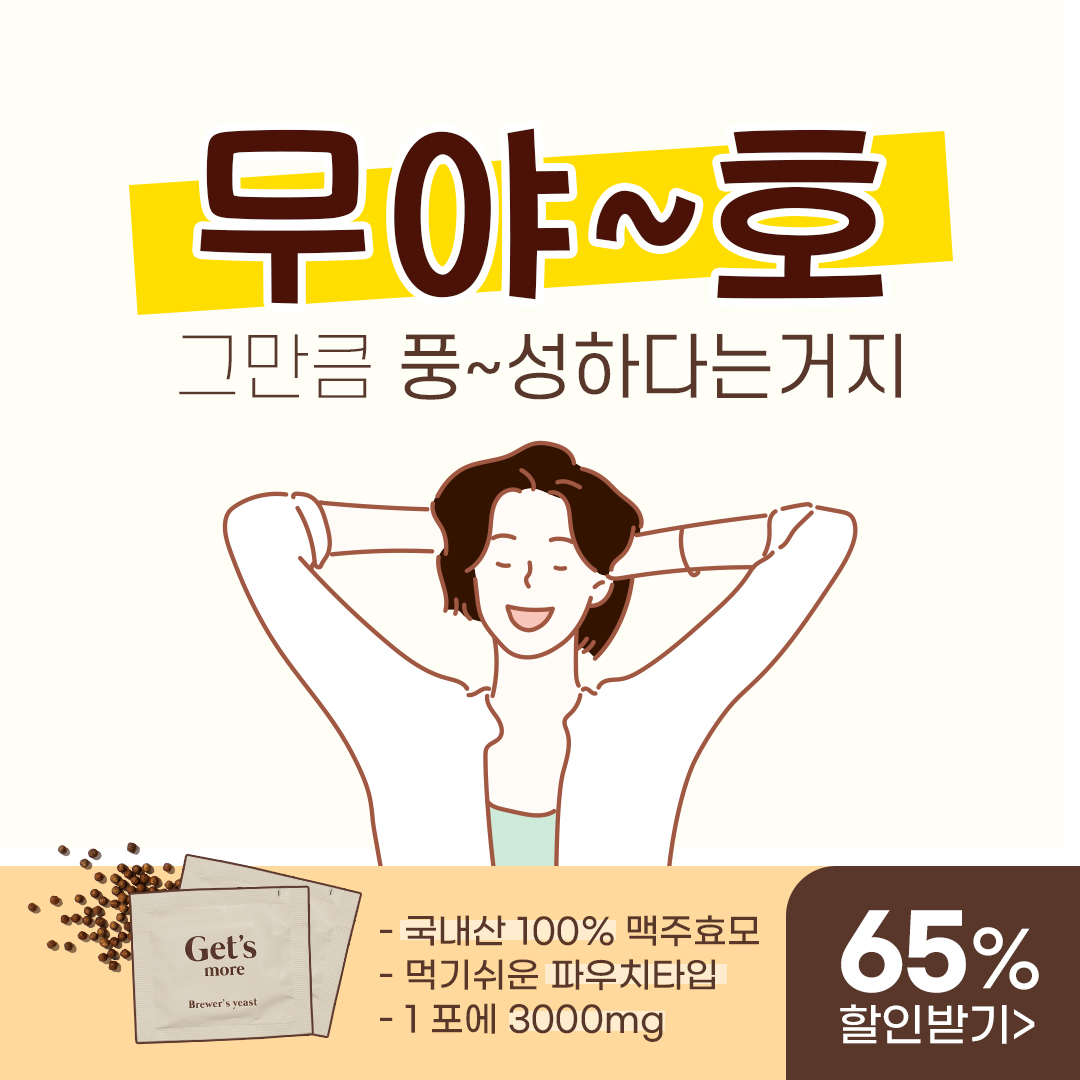 무야~호
그만큼 풍~성하다는거지
Get's
more
Brewer's yeast
- 국내산 100% 맥주효모
- 먹기쉬운 파우치타입
- 1 포에 3000mg
65%
할인받기>